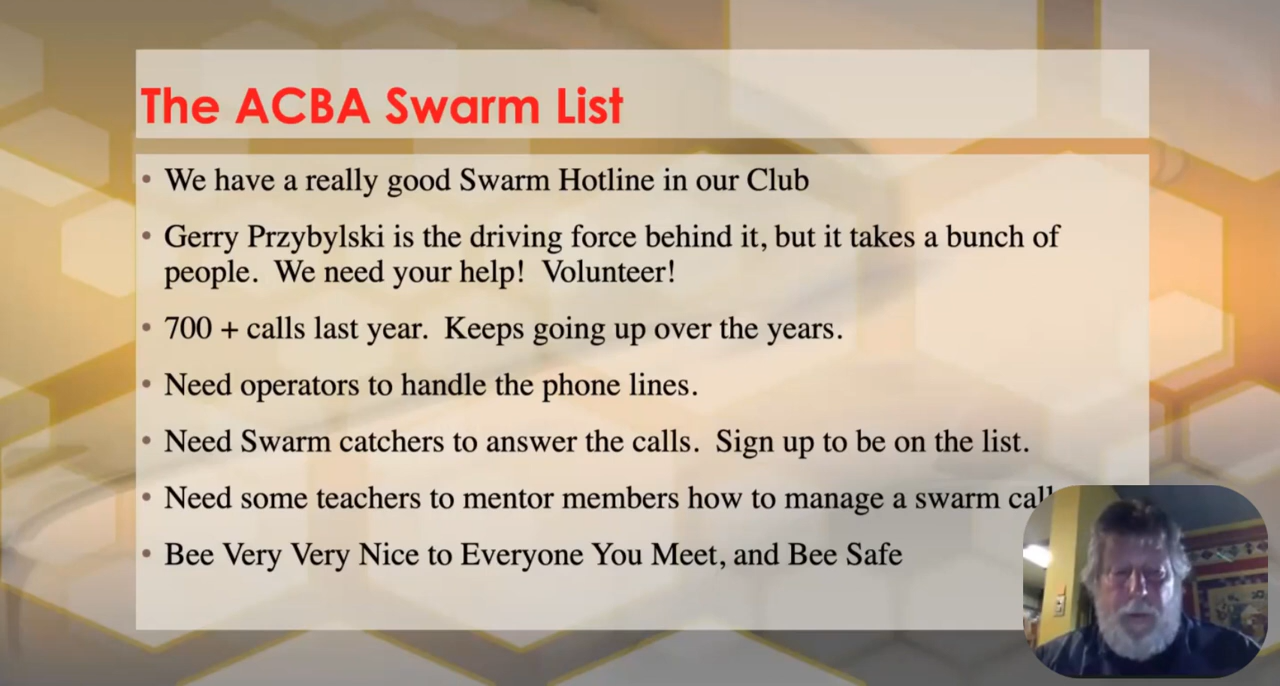 The ACBA Swarm List
• We have a really good Swarm Hotline in our Club
• Gerry Przybylski is the driving force behind it, but it takes a bunch of
people.  We need your help!  Volunteer!
• 700 + calls last year.  Keeps going up over the years.
• Need operators to handle the phone lines.
• Need Swarm catchers to answer the calls.  Sign up to be on the list.
• Need some teachers to mentor members how to manage a swarm call
• Bee Very Very Nice to Everyone You Meet, and Bee Safe